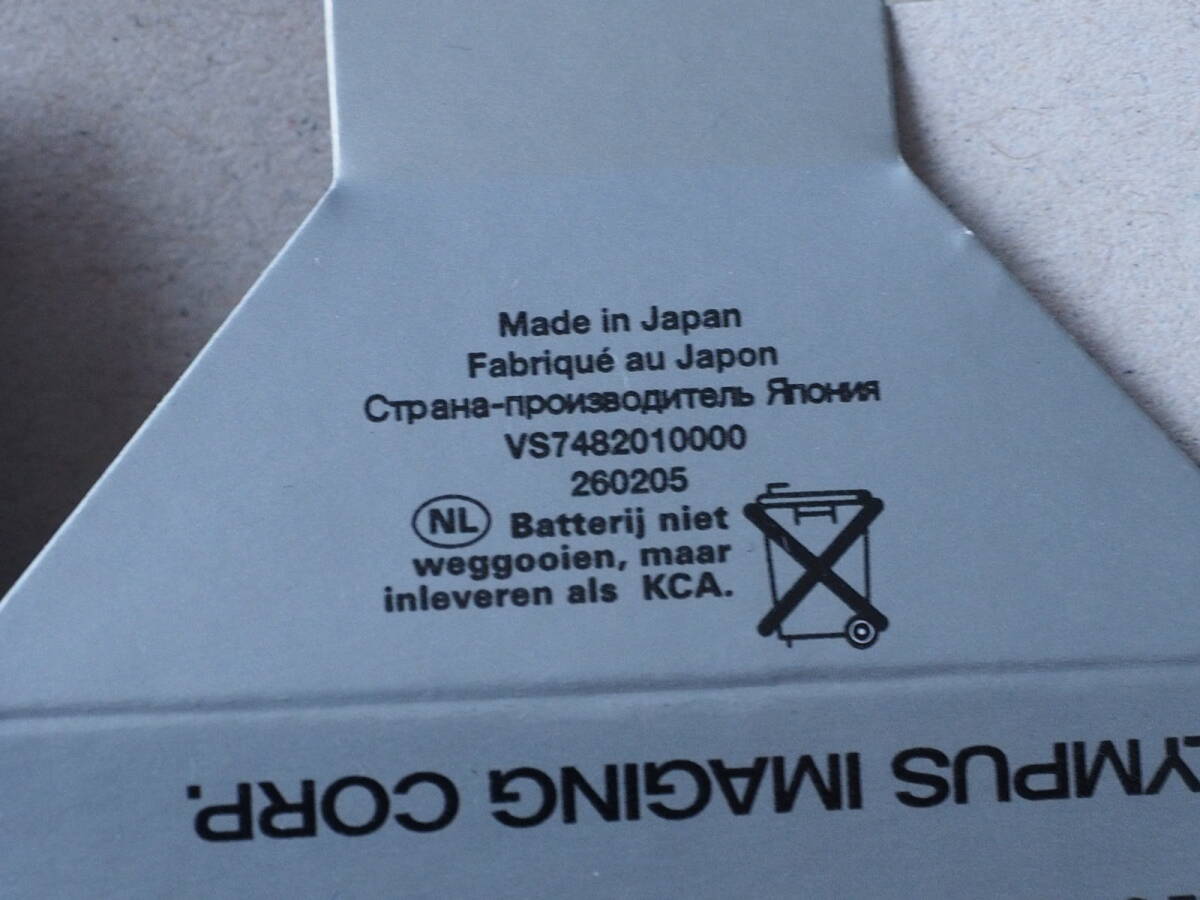 Made in Japan
Fabriqué au Japon
Страна-производитель Япония
VS7482010000
260205
NL Batterij niet
weggooien, maar
inleveren als KCA.
LYMPUS IMAGING CORP.